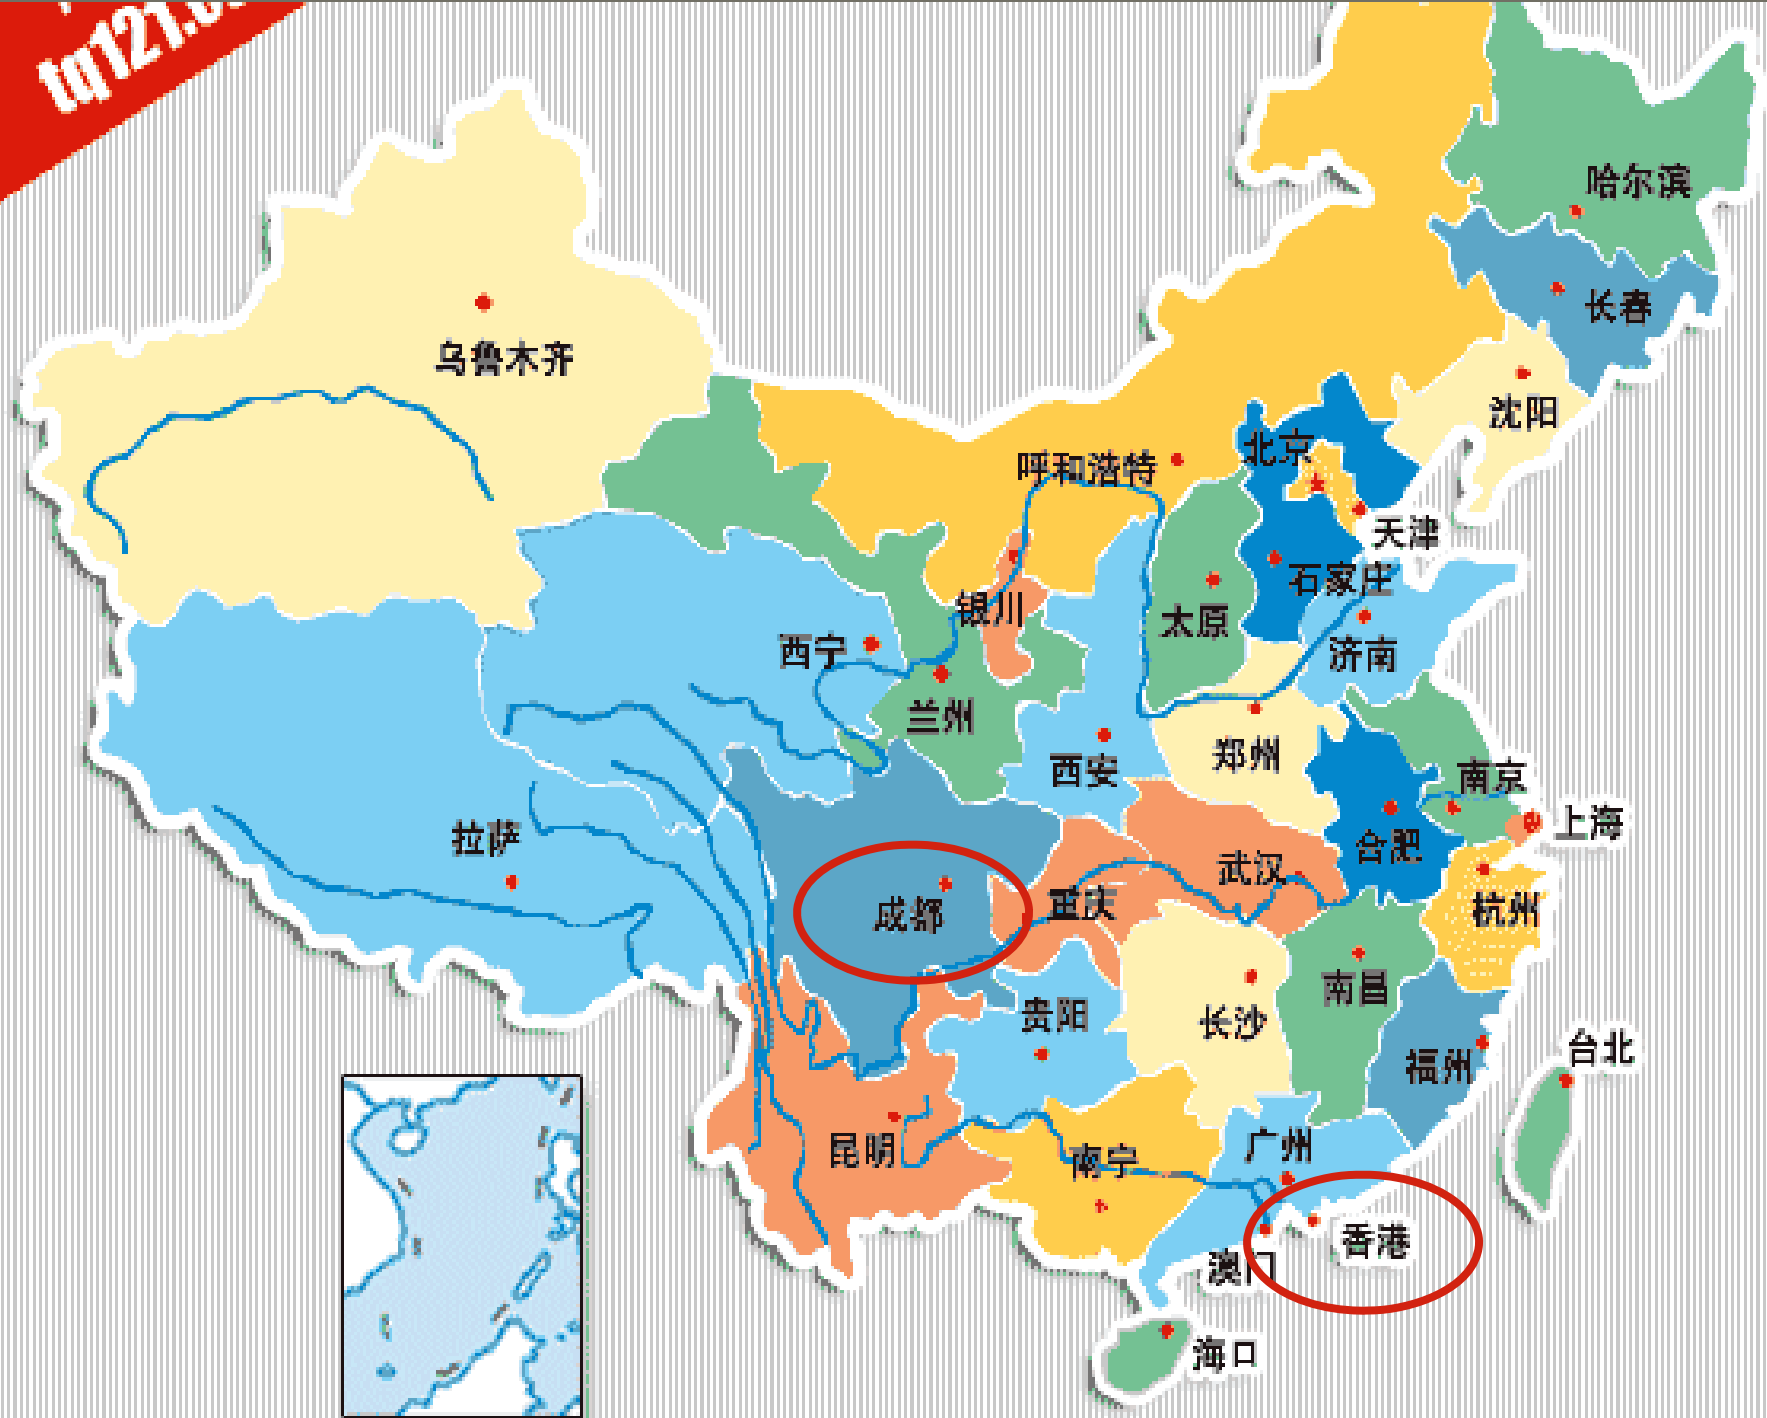 tq121.c
哈尔滨
长春
乌鲁木齐
沈阳
北京
呼和浩特
天津
石家庄
银川
太原
西宁
济南
兰州
郑州
西安
南京
上海
拉萨
合肥
武汉
重庆
成都
杭州
南昌
贵阳
长沙
台北
福州
昆明
广州
南宁
香港
澳门
海口